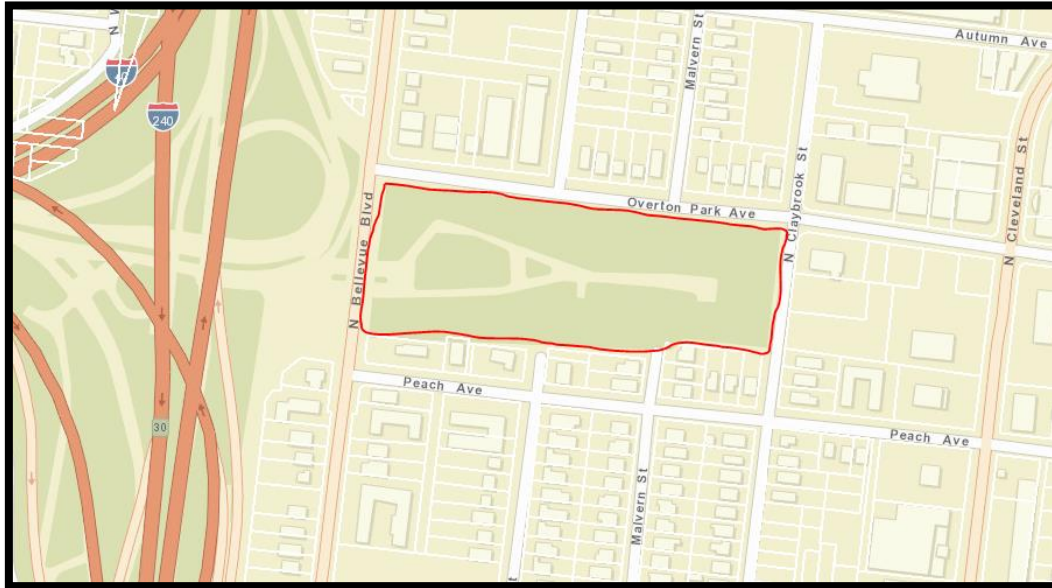 Autumn Ave
Malvern St
N Cleveland St
40
240
N Claybrook St
Overton Park Ave
N Bellevue Blvd
Peach Ave
30
Peach Ave
Malvern St